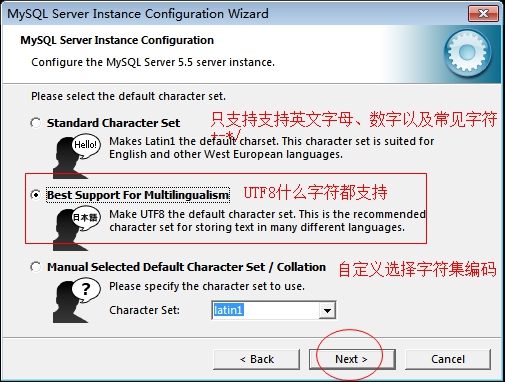 MySQL Server Instance Configuration Wizard
MySQL Server Instance Configuration
Configure the MySQL Server 5.5 server instance.
Please select the default character set.
Standard Character Set
只支持支持英文字母、数字以及常见字符
+-*/
Hello!
Makes Latin1 the default charset. This character set is suited for
English and other West European languages.
Best Support For Multilingualism
UTF8什么字符都支持
日本語
Make UTF8 the default character set. This is the recommended
character set for storing text in many different languages.
Manual Selected Default Character Set / Collation
自定义选择字符集编码
?
Please specify the character set to use.
Character Set:
latin1
< Back
Next >
Cancel